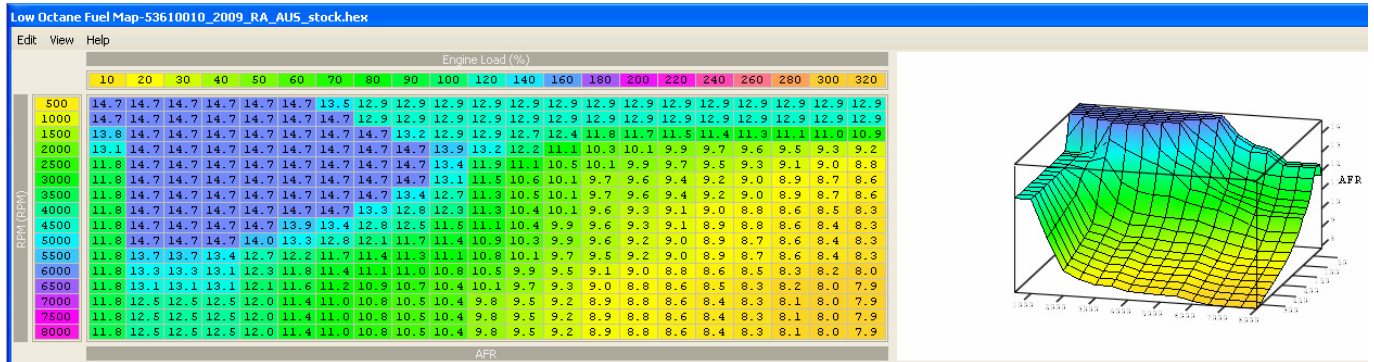 Low Octane Fuel Map-53610010_2009_RA_AUS_stock.hex
Edit View Help
Engine Load (%)
10 20 30 40 50 60 70 80 90 100 120 140 160 180 200 220 240 260 280 300 320
RPM (RPM)
500 14.7 14.7 14.7 14.7 14.7 14.7 13.5 12.9 12.9 12.9 12.9 12.9 12.9 12.9 12.9 12.9 12.9 12.9 12.9 12.9 12.9
1000 14.7 14.7 14.7 14.7 14.7 14.7 14.7 12.9 12.9 12.9 12.9 12.9 12.9 12.9 12.9 12.9 12.9 12.9 12.9 12.9 12.9
1500 13.8 14.7 14.7 14.7 14.7 14.7 14.7 14.7 13.2 12.9 12.9 12.7 12.4 11.8 11.7 11.5 11.4 11.3 11.1 11.0 10.9
2000 13.1 14.7 14.7 14.7 14.7 14.7 14.7 14.7 14.7 13.9 13.2 12.2 11.1 10.3 10.1 9.9 9.7 9.6 9.5 9.3 9.2
2500 11.8 14.7 14.7 14.7 14.7 14.7 14.7 14.7 14.7 13.4 11.9 11.1 10.5 10.1 9.9 9.7 9.5 9.3 9.1 9.0 8.8
3000 11.8 14.7 14.7 14.7 14.7 14.7 14.7 14.7 14.7 13.1 11.5 10.6 10.1 9.7 9.6 9.4 9.2 9.0 8.9 8.7 8.6
3500 11.8 14.7 14.7 14.7 14.7 14.7 14.7 14.7 13.4 12.7 11.3 10.5 10.1 9.7 9.6 9.4 9.2 9.0 8.9 8.7 8.6
4000 11.8 14.7 14.7 14.7 14.7 14.7 14.7 13.3 12.8 12.3 11.3 10.4 10.1 9.6 9.3 9.1 9.0 8.8 8.6 8.5 8.3
4500 11.8 14.7 14.7 14.7 14.7 13.9 13.4 12.8 12.5 11.5 11.1 10.4 9.9 9.6 9.3 9.1 8.9 8.8 8.6 8.4 8.3
5000 11.8 14.7 14.7 14.7 14.0 13.3 12.8 12.1 11.7 11.4 10.9 10.3 9.9 9.6 9.2 9.0 8.9 8.7 8.6 8.4 8.3
5500 11.8 13.7 13.7 13.4 12.7 12.2 11.7 11.4 11.3 11.1 10.8 10.1 9.7 9.5 9.2 9.0 8.9 8.7 8.6 8.4 8.3
6000 11.8 13.3 13.3 13.1 12.3 11.8 11.4 11.1 11.0 10.8 10.5 9.9 9.5 9.1 9.0 8.8 8.6 8.5 8.3 8.2 8.0
6500 11.8 13.1 13.1 13.1 12.1 11.6 11.2 10.9 10.7 10.4 10.1 9.7 9.3 9.0 8.8 8.6 8.5 8.3 8.2 8.0 7.9
7000 11.8 12.5 12.5 12.5 12.0 11.4 11.0 10.8 10.5 10.4 9.8 9.5 9.2 8.9 8.8 8.6 8.4 8.3 8.1 8.0 7.9
7500 11.8 12.5 12.5 12.5 12.0 11.4 11.0 10.8 10.5 10.4 9.8 9.5 9.2 8.9 8.8 8.6 8.4 8.3 8.1 8.0 7.9
8000 11.8 12.5 12.5 12.5 12.0 11.4 11.0 10.8 10.5 10.4 9.8 9.5 9.2 8.9 8.8 8.6 8.4 8.3 8.1 8.0 7.9
AFR
AFR